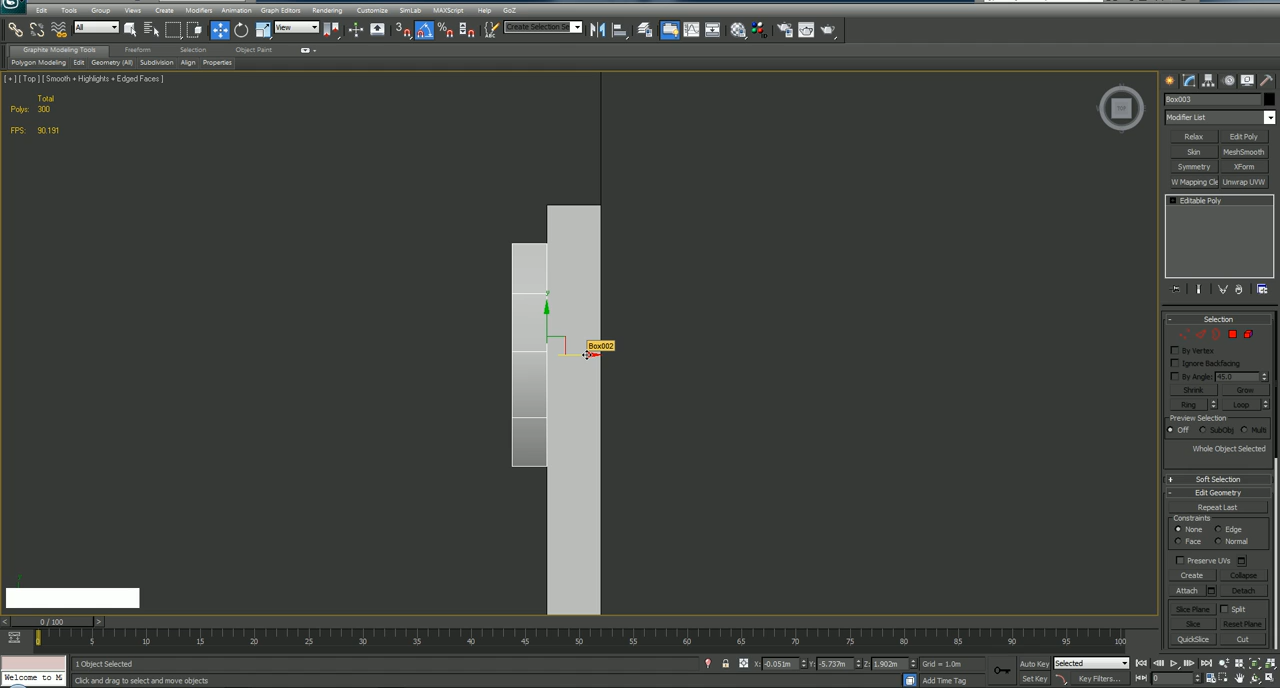 Edit Tools Group Views Create Modifiers Animation Graph Editors Rendering Customize SimLab MAXScript Help GoZ
All View Create Selection Se
Graphite Modeling Tools Freeform Selection Object Paint
Polygon Modeling Edit Geometry (All) Subdivision Align Properties
[ + ] [ Top ] [ Smooth + Highlights + Edged Faces ]
Total
Polys: 300
FPS: 90.191
y
Box002
Box003
Modifier List
Relax Edit Poly
Skin MeshSmooth
Symmetry XForm
W Mapping Cle Unwrap UVW
Editable Poly
- Selection
By Vertex
Ignore Backfacing
By Angle: 45.0
Shrink Grow
Ring Loop
Preview Selection
Off SubObj Multi
Whole Object Selected
+ Soft Selection
- Edit Geometry
Repeat Last
Constraints
None Edge
Face Normal
Preserve UVs
Create Collapse
Attach Detach
Slice Plane Split
Slice Reset Plane
QuickSlice Cut
< 0 / 100 >
0 5 10 15 20 25 30 35 40 45 50 55 60 65 70 75 80 85 90 95 100
1 Object Selected X: -0.051m Y: -5.737m Z: 1.902m Grid = 1.0m Auto Key Selected
Welcome to M Click and drag to select and move objects Add Time Tag Set Key Key Filters... 0